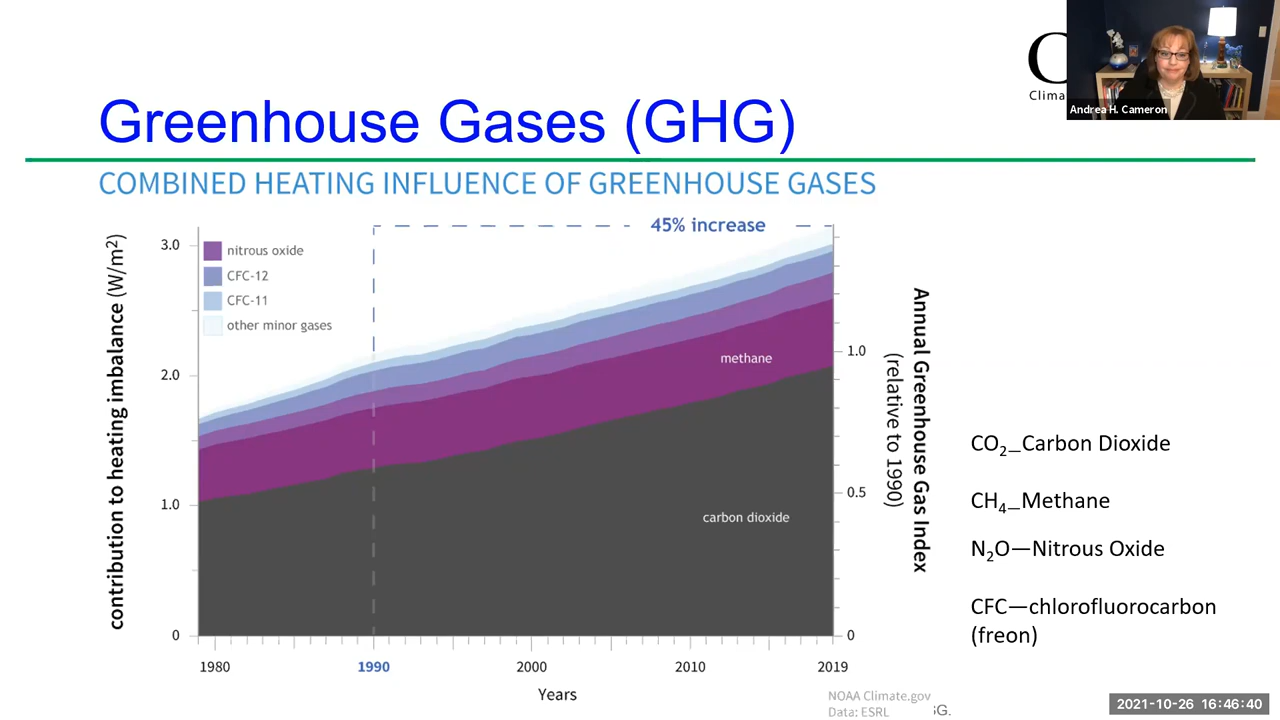 C
Clima
Andrea H. Cameron
Greenhouse Gases (GHG)
COMBINED HEATING INFLUENCE OF GREENHOUSE GASES
45% increase
contribution to heating imbalance (W/m²)
3.0
2.0
1.0
0
nitrous oxide
CFC-12
CFC-11
other minor gases
methane
carbon dioxide
1.0
0.5
0
Annual Greenhouse Gas Index
(relative to 1990)
1980
1990
2000
2010
2019
Years
NOAA Climate.gov
Data: ESRL
CO₂_Carbon Dioxide
CH₄_Methane
N₂O—Nitrous Oxide
CFC—chlorofluorocarbon
(freon)
2021-10-26 16:46:40